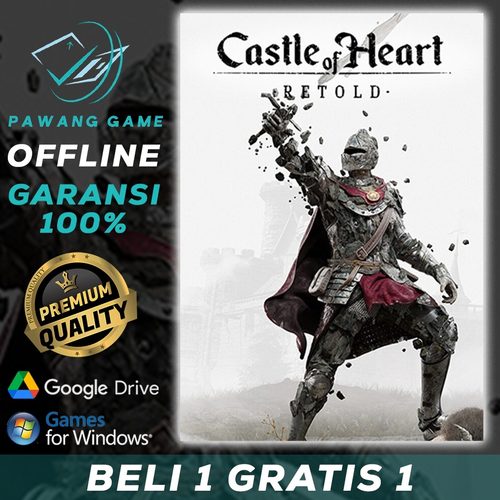 PAWANG GAME
OFFLINE
GARANSI
100%
PREMIUM
QUALITY
Google Drive
Games
for Windows®
Castle of Heart
RETOLD
BELI 1 GRATIS 1